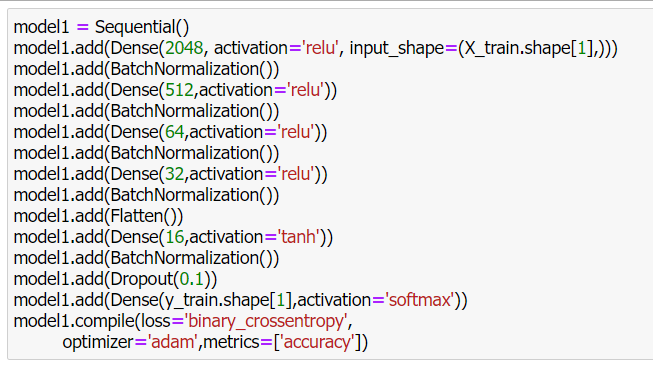 model1 = Sequential()
model1.add(Dense(2048, activation='relu', input_shape=(X_train.shape[1],)))
model1.add(BatchNormalization())
model1.add(Dense(512,activation='relu'))
model1.add(BatchNormalization())
model1.add(Dense(64,activation='relu'))
model1.add(BatchNormalization())
model1.add(Dense(32,activation='relu'))
model1.add(BatchNormalization())
model1.add(Flatten())
model1.add(Dense(16,activation='tanh'))
model1.add(BatchNormalization())
model1.add(Dropout(0.1))
model1.add(Dense(y_train.shape[1],activation='softmax'))
model1.compile(loss='binary_crossentropy',
optimizer='adam',metrics=['accuracy'])